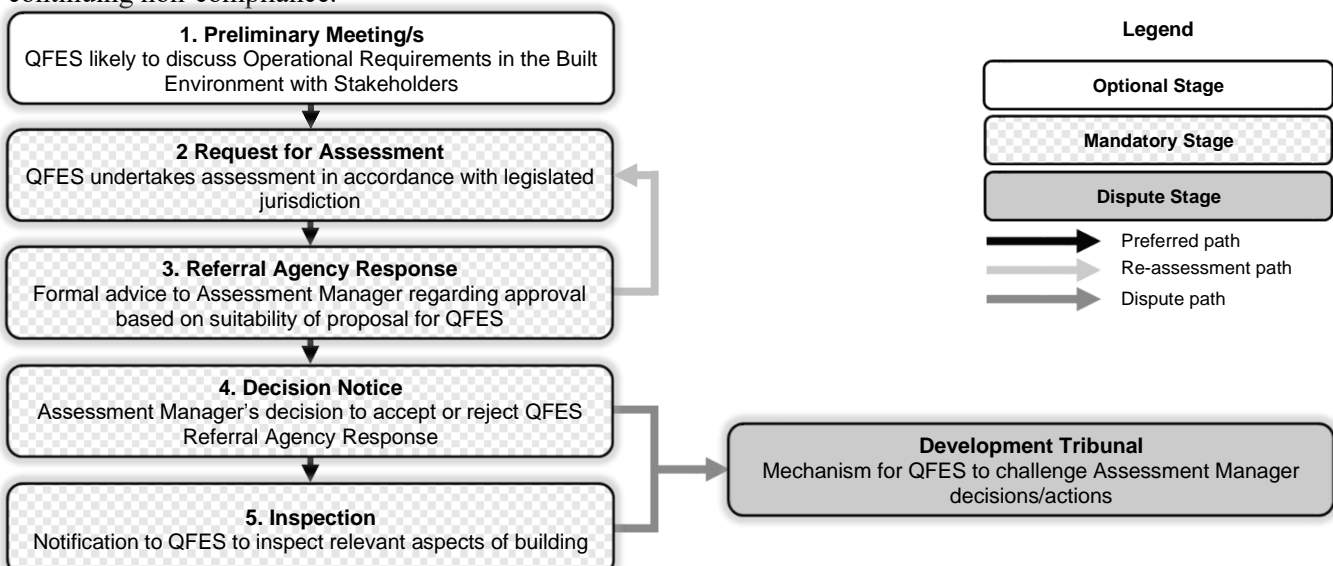 1. Preliminary Meeting/s
QFES likely to discuss Operational Requirements in the Built
Environment with Stakeholders
2 Request for Assessment
QFES undertakes assessment in accordance with legislated
jurisdiction
3. Referral Agency Response
Formal advice to Assessment Manager regarding approval
based on suitability of proposal for QFES
4. Decision Notice
Assessment Manager's decision to accept or reject QFES
Referral Agency Response
5. Inspection
Notification to QFES to inspect relevant aspects of building
Development Tribunal
Mechanism for QFES to challenge Assessment Manager
decisions/actions
Legend
Optional Stage
Mandatory Stage
Dispute Stage
Preferred path
Re-assessment path
Dispute path